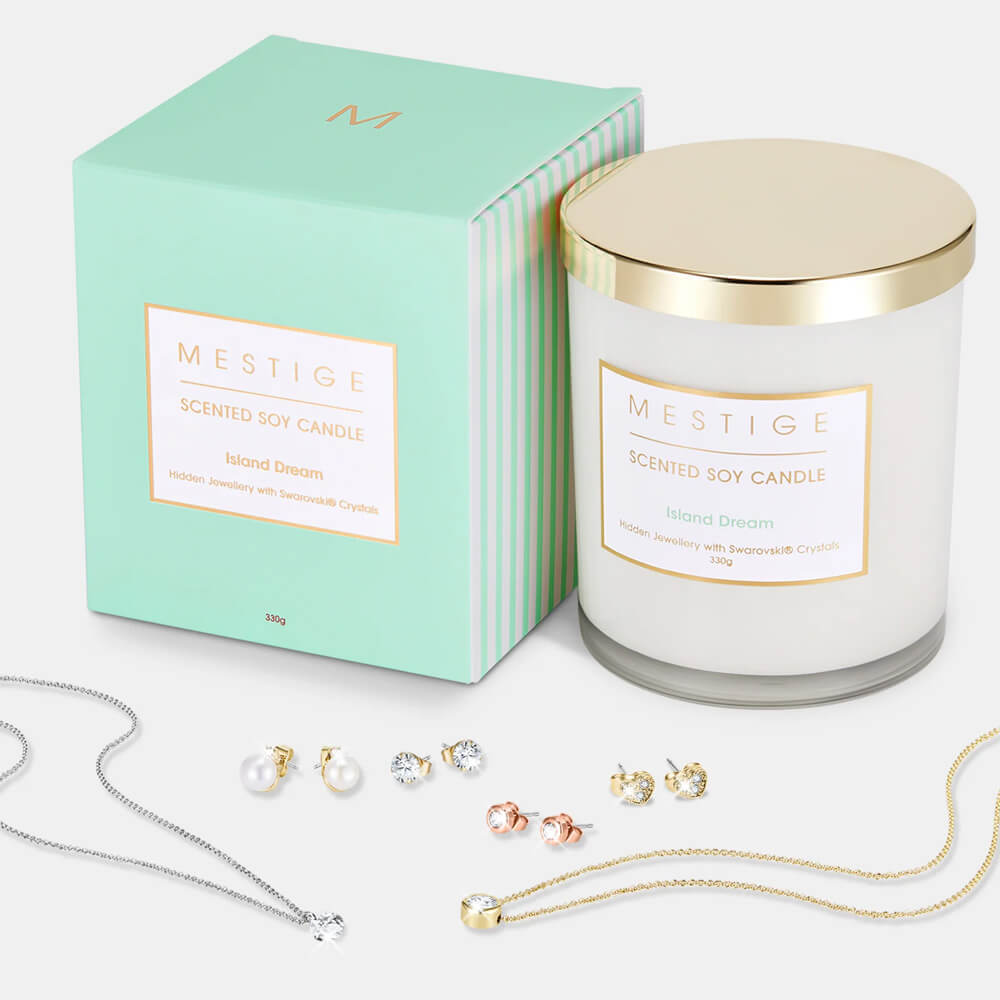 M
MESTIGE
SCENTED SOY CANDLE
Island Dream
Hidden Jewellery with Swarovski® Crystals
330g
MESTIGE
SCENTED SOY CANDLE
Island Dream
Hidden Jewellery with Swarovski® Crystals
330g